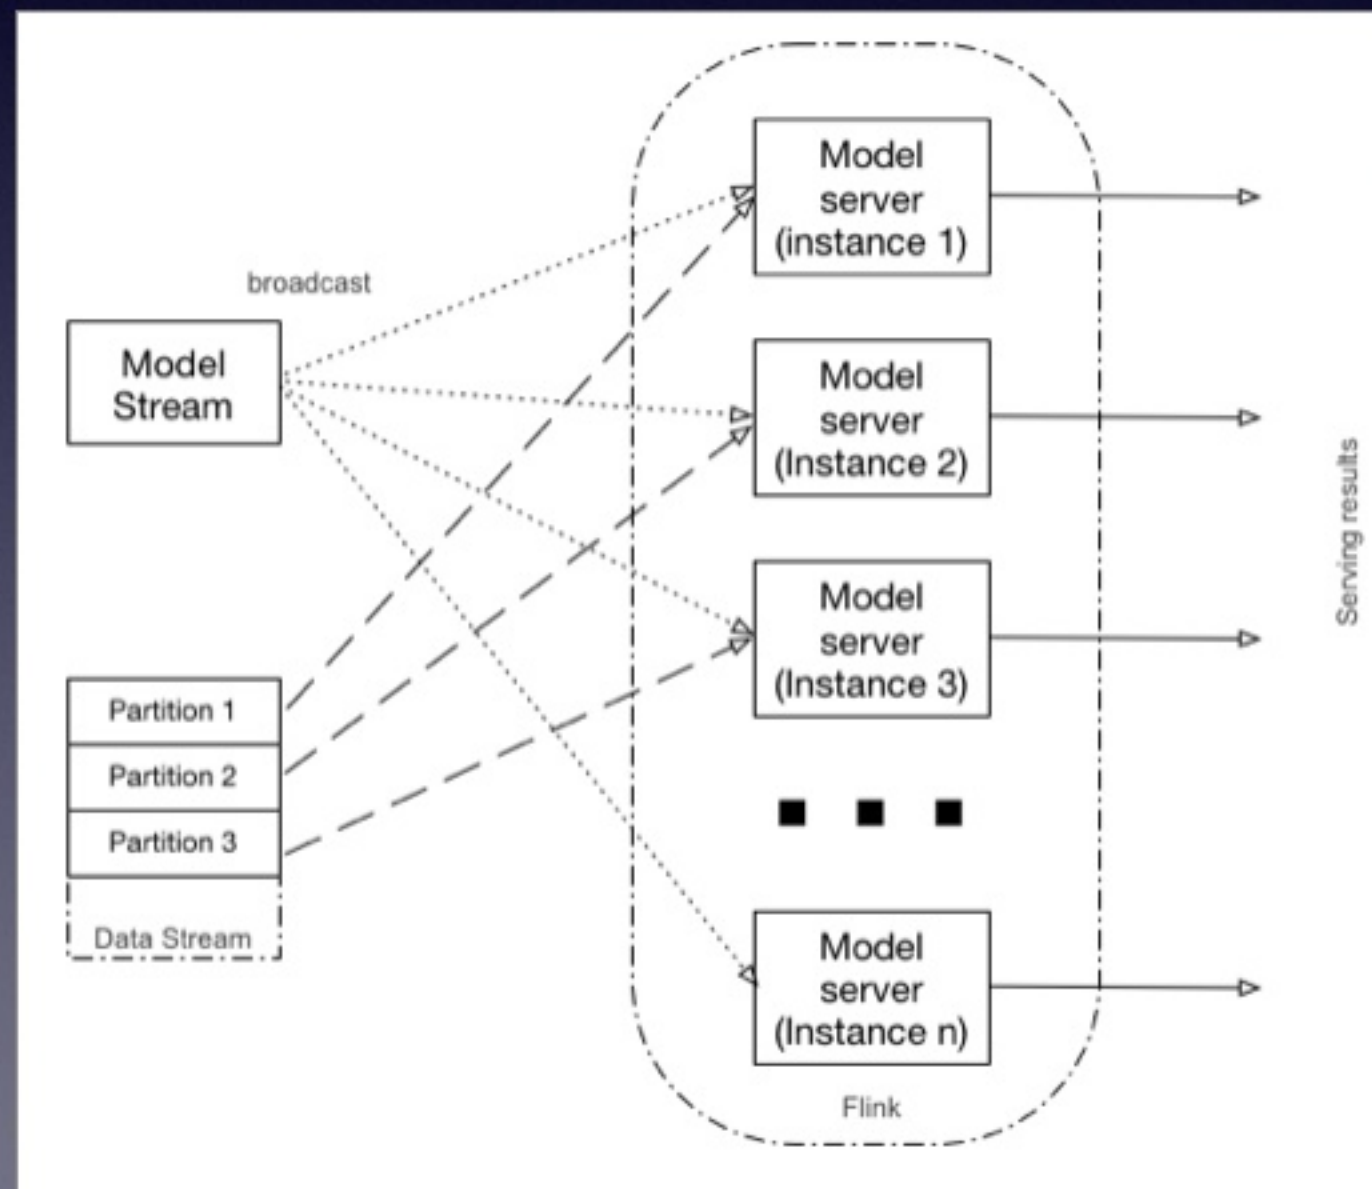 broadcast
Model
Stream
Partition 1
Partition 2
Partition 3
Data Stream
Model
server
(instance 1)
Model
server
(Instance 2)
Model
server
(Instance 3)
Model
server
(Instance n)
Flink
Serving results